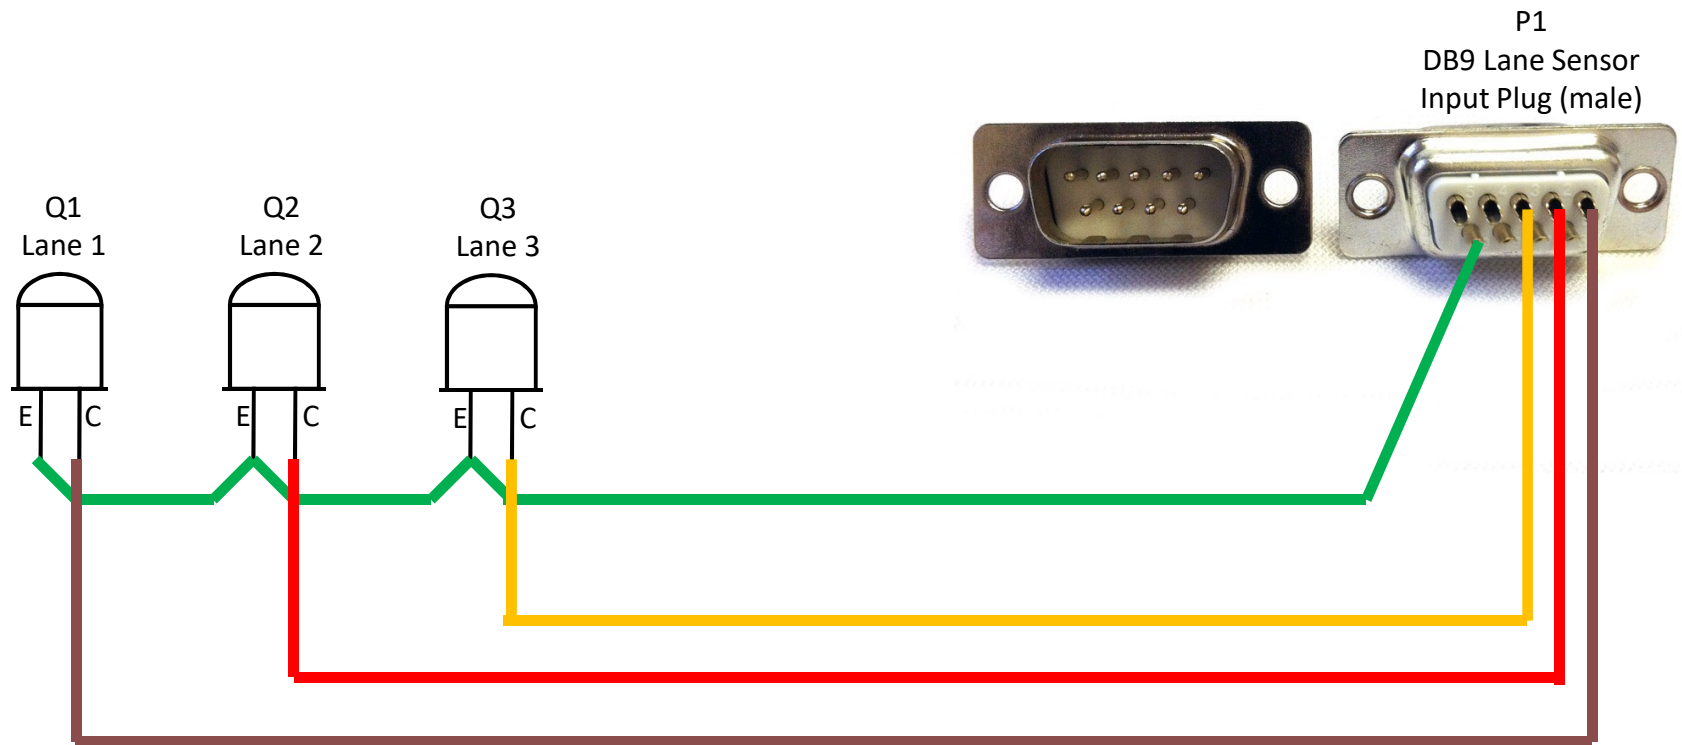 P1
DB9 Lane Sensor
Input Plug (male)
Q1
Lane 1
Q2
Lane 2
Q3
Lane 3
E
C
E
C
E
C